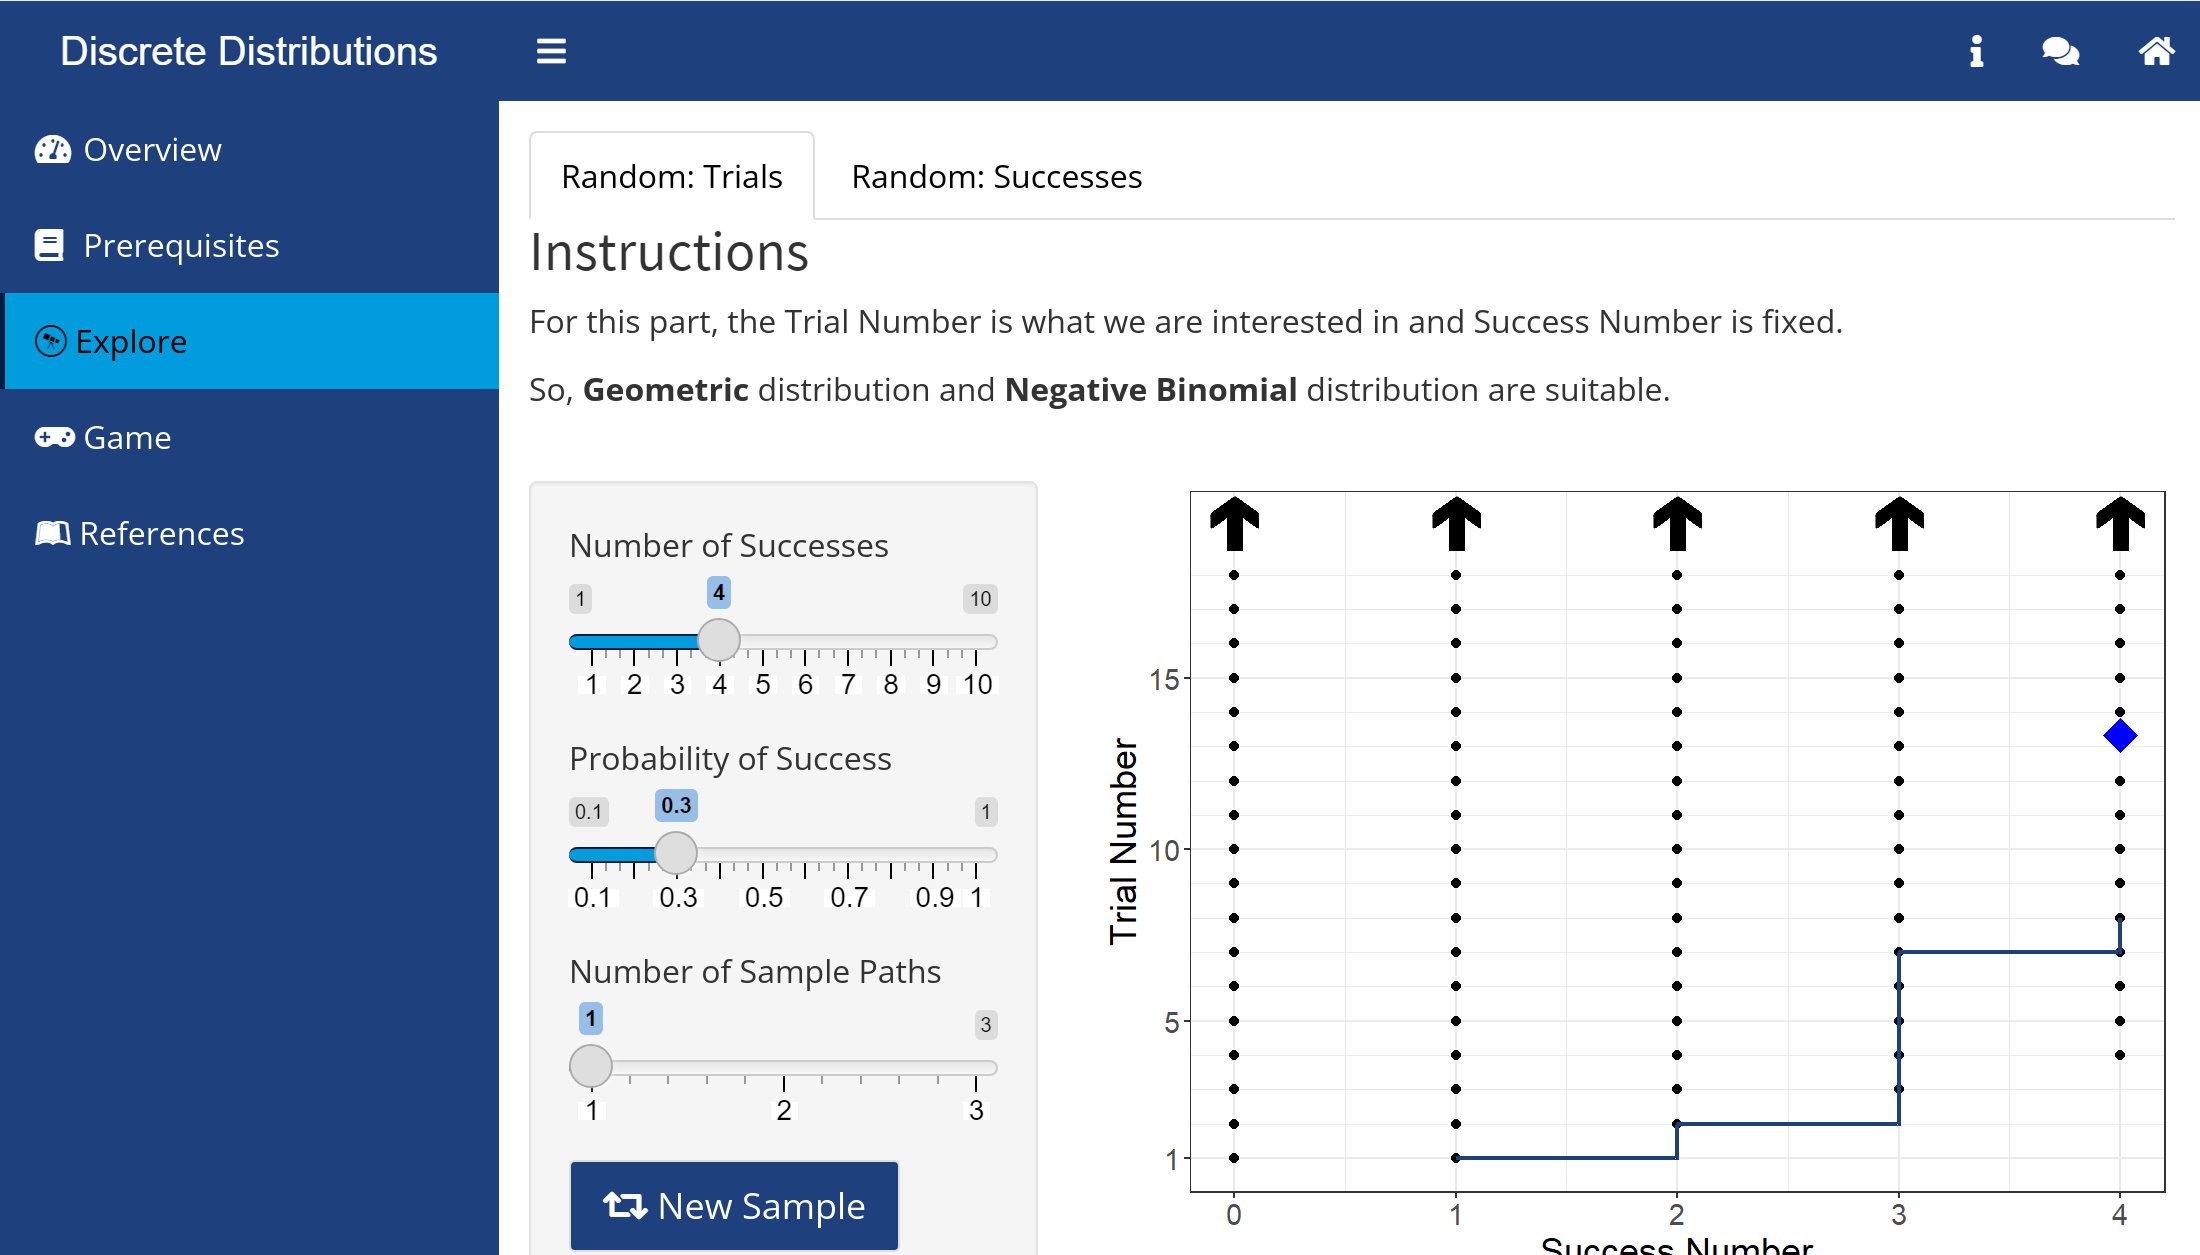 Discrete Distributions
Overview
Prerequisites
Explore
Game
References
Random: Trials
Random: Successes
Instructions
For this part, the Trial Number is what we are interested in and Success Number is fixed.
So, Geometric distribution and Negative Binomial distribution are suitable.
Number of Successes
1 4 10
1 2 3 4 5 6 7 8 9 10
Probability of Success
0.1 0.3 1
0.1 0.3 0.5 0.7 0.9 1
Number of Sample Paths
1 3
1 2 3
New Sample
Trial Number
15
10
5
1
0 1 2 3 4
Success Number